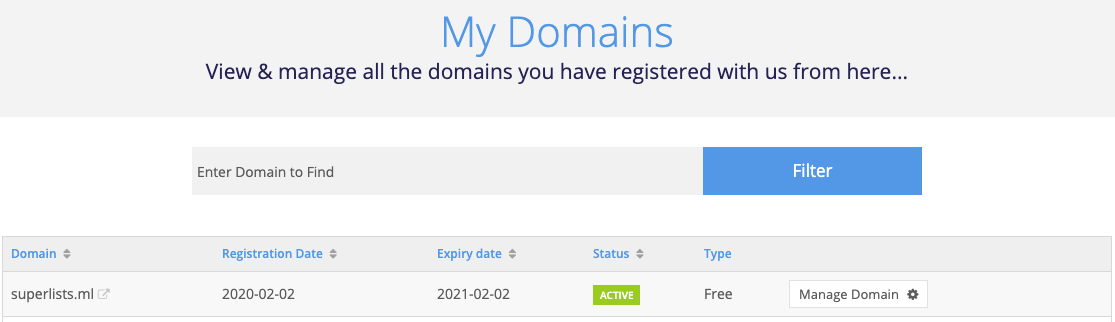 My Domains
View & manage all the domains you have registered with us from here...
Enter Domain to Find Filter
Domain Registration Date Expiry date Status Type
superlists.ml 2020-02-02 2021-02-02 ACTIVE Free Manage Domain